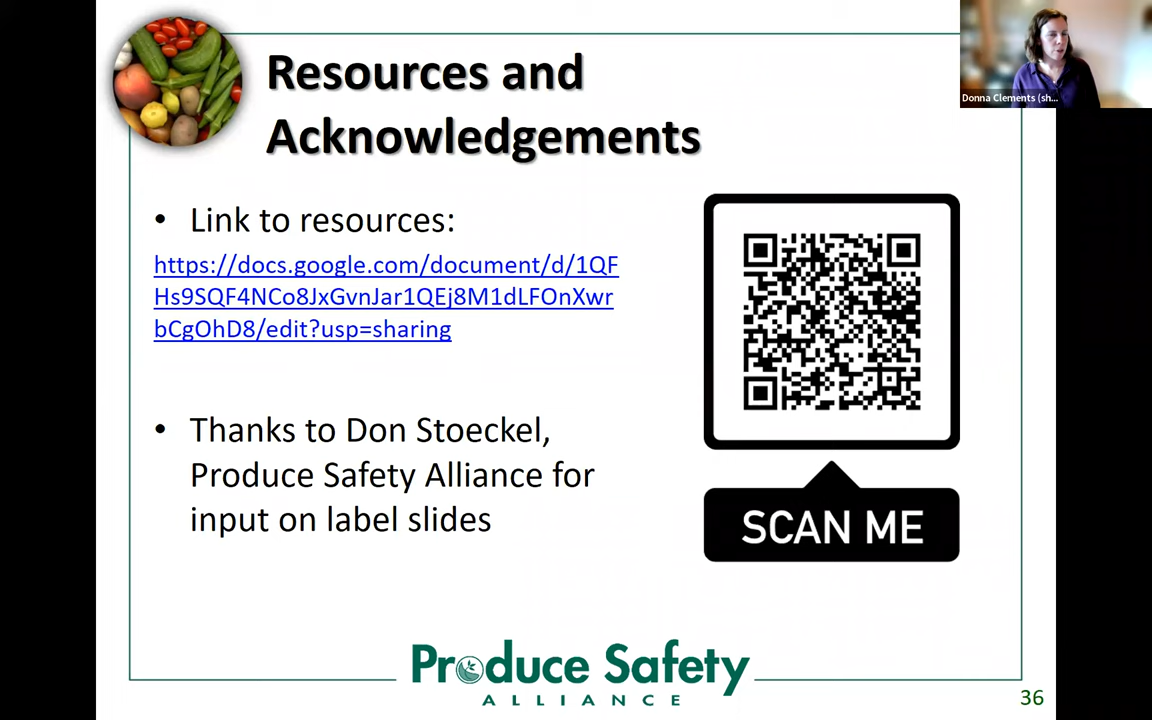 Resources and
Acknowledgements
Donna Clements (sh...
• Link to resources:
https://docs.google.com/document/d/1QF
Hs9SQF4NCo8JxGvnJar1QEj8M1dLFOnXwr
bCgOhD8/edit?usp=sharing
• Thanks to Don Stoeckel,
Produce Safety Alliance for
input on label slides
SCAN ME
Produce Safety
ALLIANCE
36